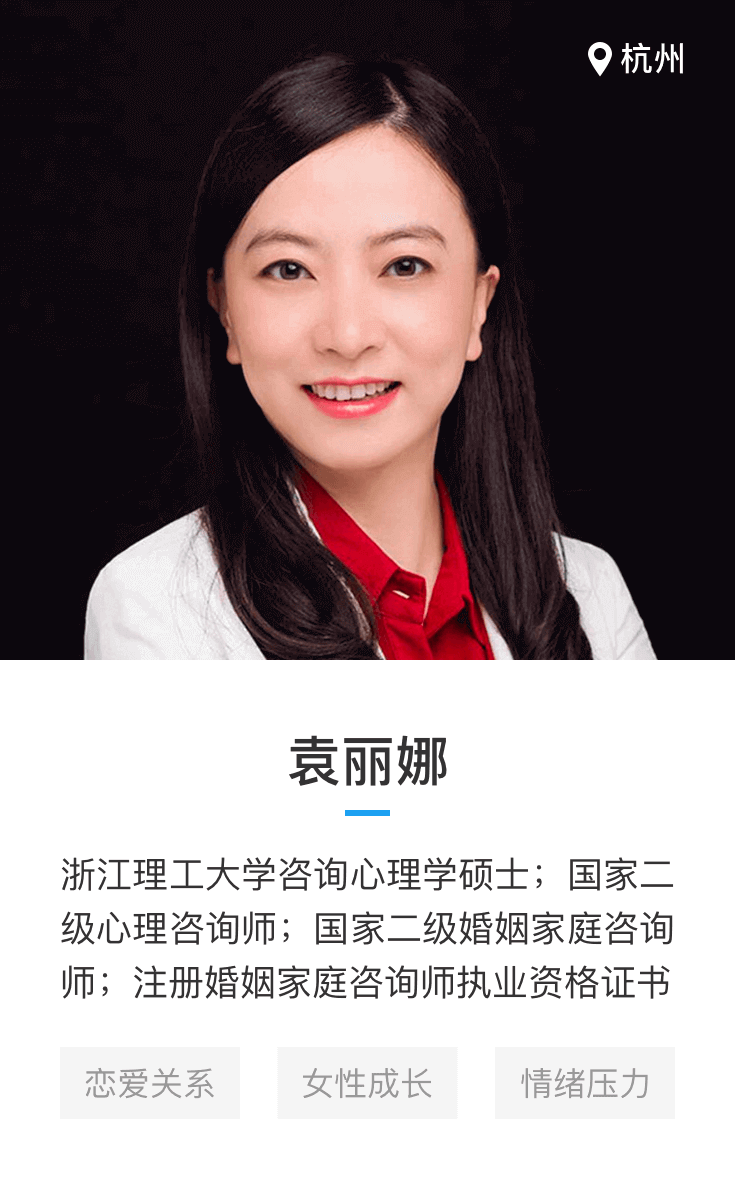 杭州
袁丽娜
浙江理工大学咨询心理学硕士；国家二
级心理咨询师；国家二级婚姻家庭咨询
师；注册婚姻家庭咨询师执业资格证书
恋爱关系 女性成长 情绪压力